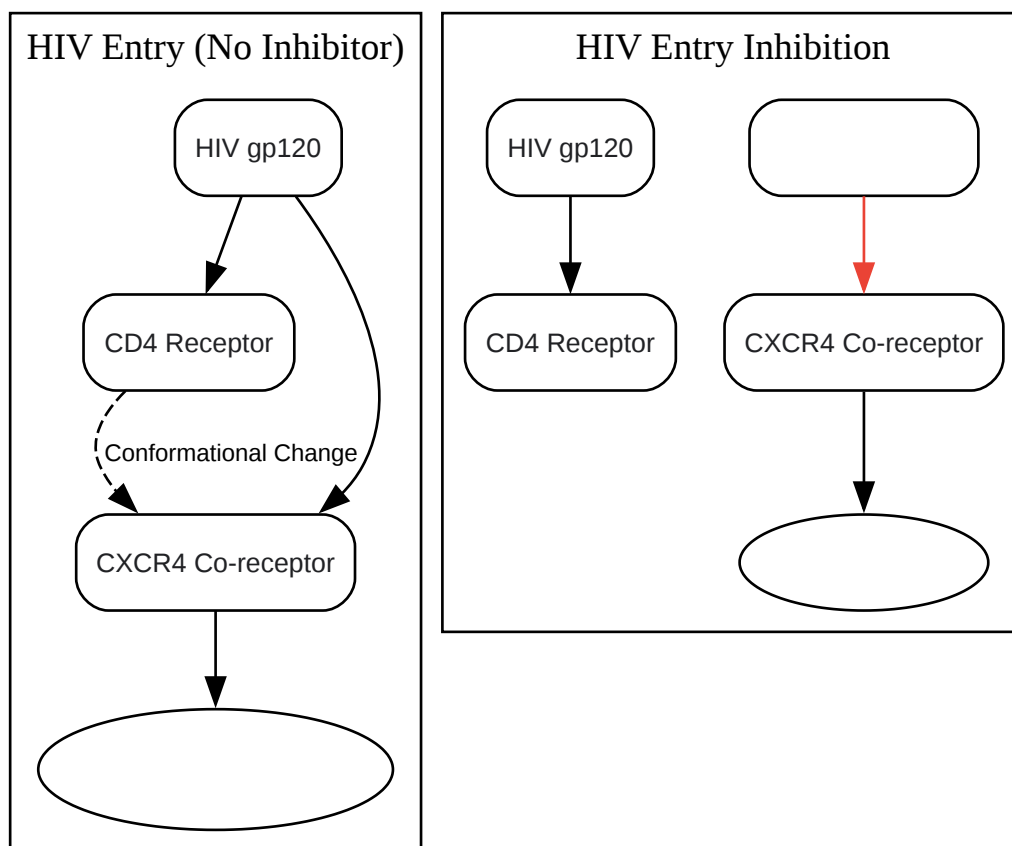 HIV Entry (No Inhibitor)
HIV gp120
CD4 Receptor
Conformational Change
CXCR4 Co-receptor
HIV Entry Inhibition
HIV gp120
CD4 Receptor
CXCR4 Co-receptor